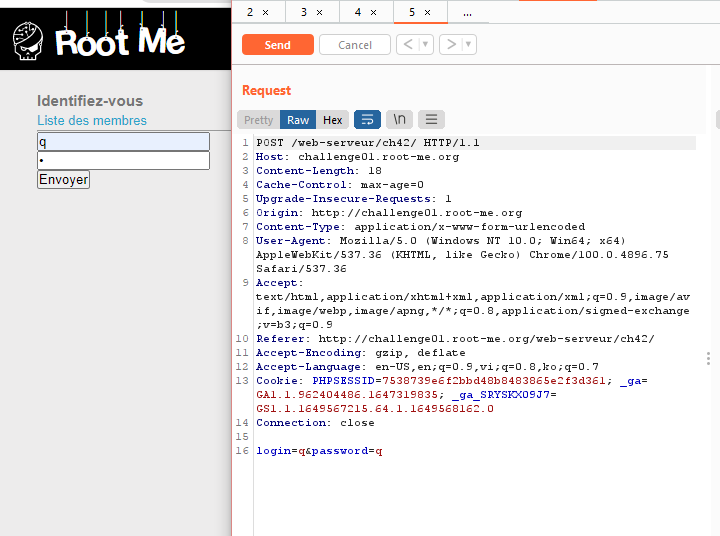 2 × 3 × 4 × 5 × ...
Root Me
Send Cancel < >
Identifiez-vous
Liste des membres
q
•
Envoyer
Request
Pretty Raw Hex \n
1 POST /web-serveur/ch42/ HTTP/1.1
2 Host: challenge01.root-me.org
3 Content-Length: 18
4 Cache-Control: max-age=0
5 Upgrade-Insecure-Requests: 1
6 Origin: http://challenge01.root-me.org
7 Content-Type: application/x-www-form-urlencoded
8 User-Agent: Mozilla/5.0 (Windows NT 10.0; Win64; x64)
AppleWebKit/537.36 (KHTML, like Gecko) Chrome/100.0.4896.75
Safari/537.36
9 Accept:
text/html,application/xhtml+xml,application/xml;q=0.9,image/av
if,image/webp,image/apng,*/*;q=0.8,application/signed-exchange
;v=b3;q=0.9
10 Referer: http://challenge01.root-me.org/web-serveur/ch42/
11 Accept-Encoding: gzip, deflate
12 Accept-Language: en-US,en;q=0.9,vi;q=0.8,ko;q=0.7
13 Cookie: PHPSESSID=7538739e6f2bbd48b8483865e2f3d361; _ga=
GA1.1.962404486.1647319835; _ga_SRYSKX09J7=
GS1.1.1649567215.64.1.1649568162.0
14 Connection: close
15
16 login=q&password=q